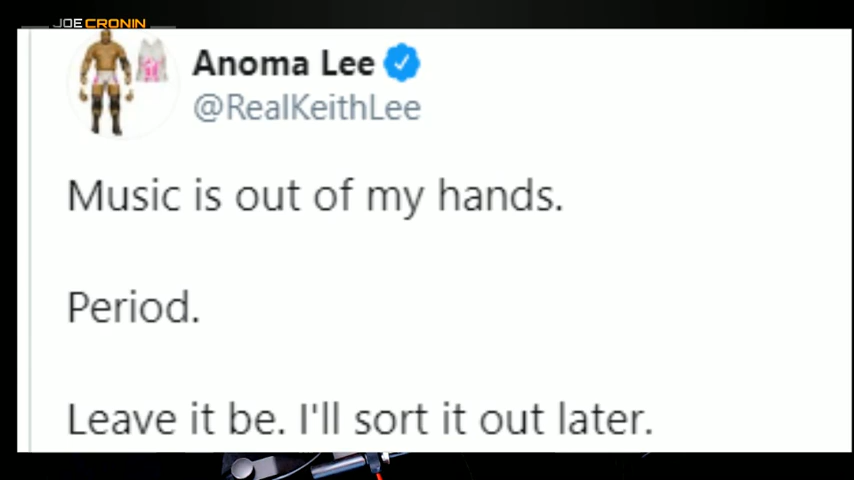 JOE CRONIN
Anoma Lee
@RealKeithLee
Music is out of my hands.
Period.
Leave it be. I'll sort it out later.